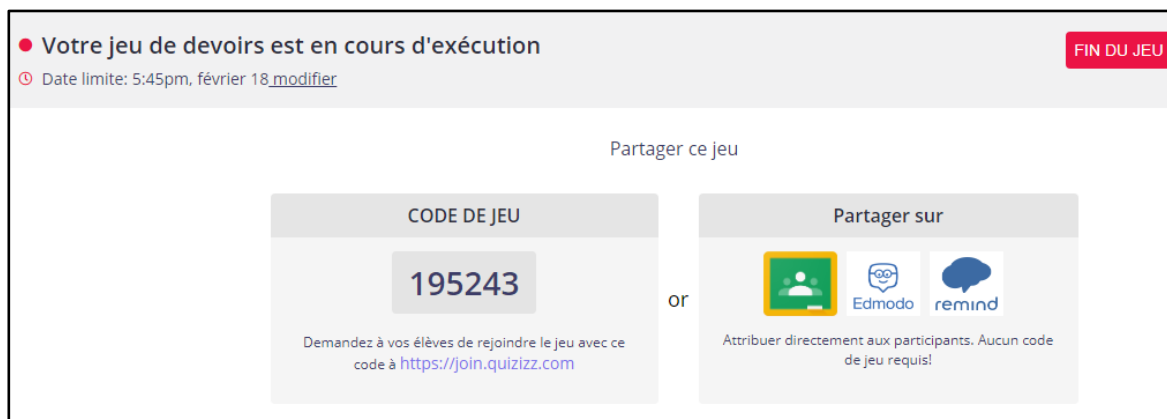 Votre jeu de devoirs est en cours d'exécution
FIN DU JEU
Date limite: 5:45pm, février 18 modifier
Partager ce jeu
CODE DE JEU
195243
Demandez à vos élèves de rejoindre le jeu avec ce
code à https://join.quizizz.com
or
Partager sur
Edmodo
remind
Attribuer directement aux participants. Aucun code
de jeu requis!